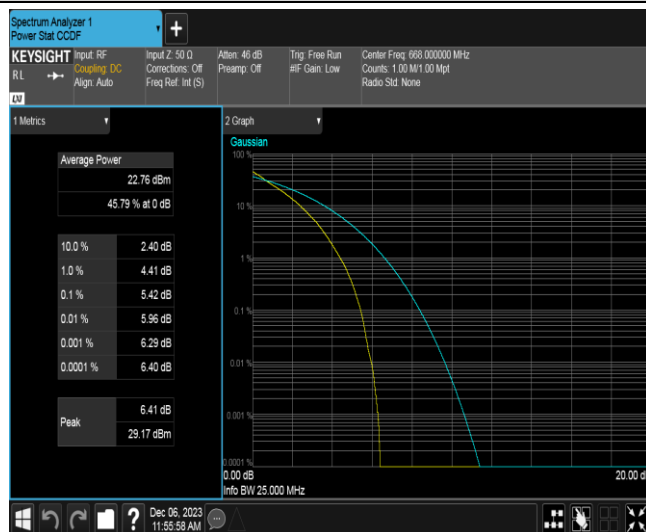 Spectrum Analyzer 1
Power Stat CCDF
+
KEYSIGHT
RL
Input: RF
Coupling: DC
Align: Auto
Input Z: 50 Ω
Corrections: Off
Freq Ref: Int (S)
Atten: 46 dB
Preamp: Off
Trig: Free Run
#IF Gain: Low
Center Freq: 668.000000 MHz
Counts: 1.00 M/1.00 Mpt
Radio Std: None
1 Metrics
Average Power
22.76 dBm
45.79 % at 0 dB
10.0 % 2.40 dB
1.0 % 4.41 dB
0.1 % 5.42 dB
0.01 % 5.96 dB
0.001 % 6.29 dB
0.0001 % 6.40 dB
Peak
6.41 dB
29.17 dBm
2 Graph
Gaussian
100 %
10 %
1 %
0.1 %
0.01 %
0.001 %
0.0001 %
0.00 dB
20.00 d
Info BW 25.000 MHz
?
Dec 06, 2023
11:55:58 AM